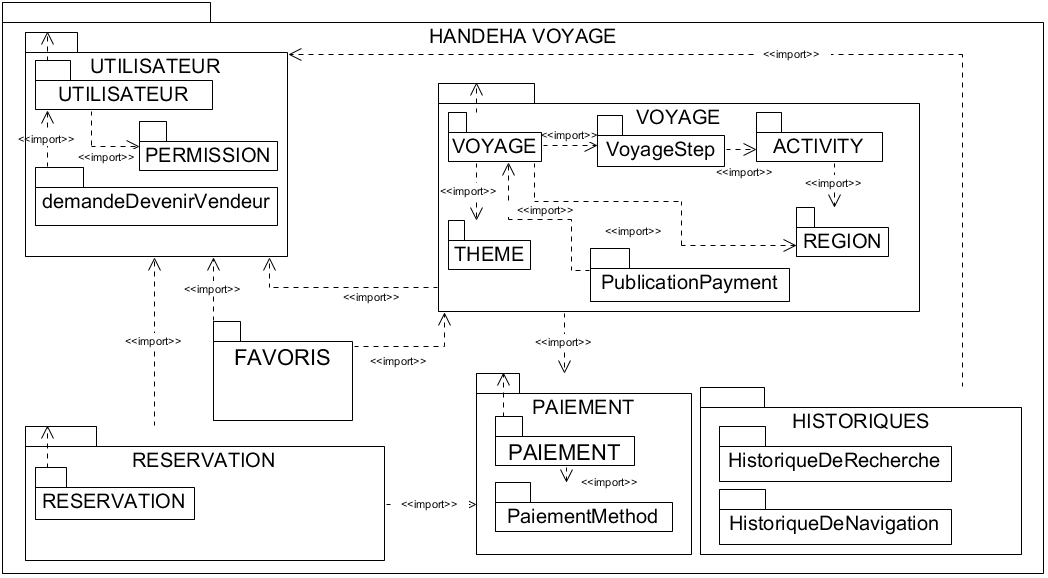 HANDEHA VOYAGE
<<import>>
UTILISATEUR
UTILISATEUR
<<import>>
<<import>>
PERMISSION
demandeDevenirVendeur
VOYAGE
VOYAGE
<<import>>
VoyageStep
<<import>>
ACTIVITY
<<import>>
<<import>>
<<import>>
<<import>>
THEME
REGION
PublicationPayment
<<import>>
<<import>>
<<import>>
FAVORIS
<<import>>
<<import>>
PAIEMENT
PAIEMENT
<<import>>
PaiementMethod
HISTORIQUES
HistoriqueDeRecherche
HistoriqueDeNavigation
RESERVATION
RESERVATION
<<import>>